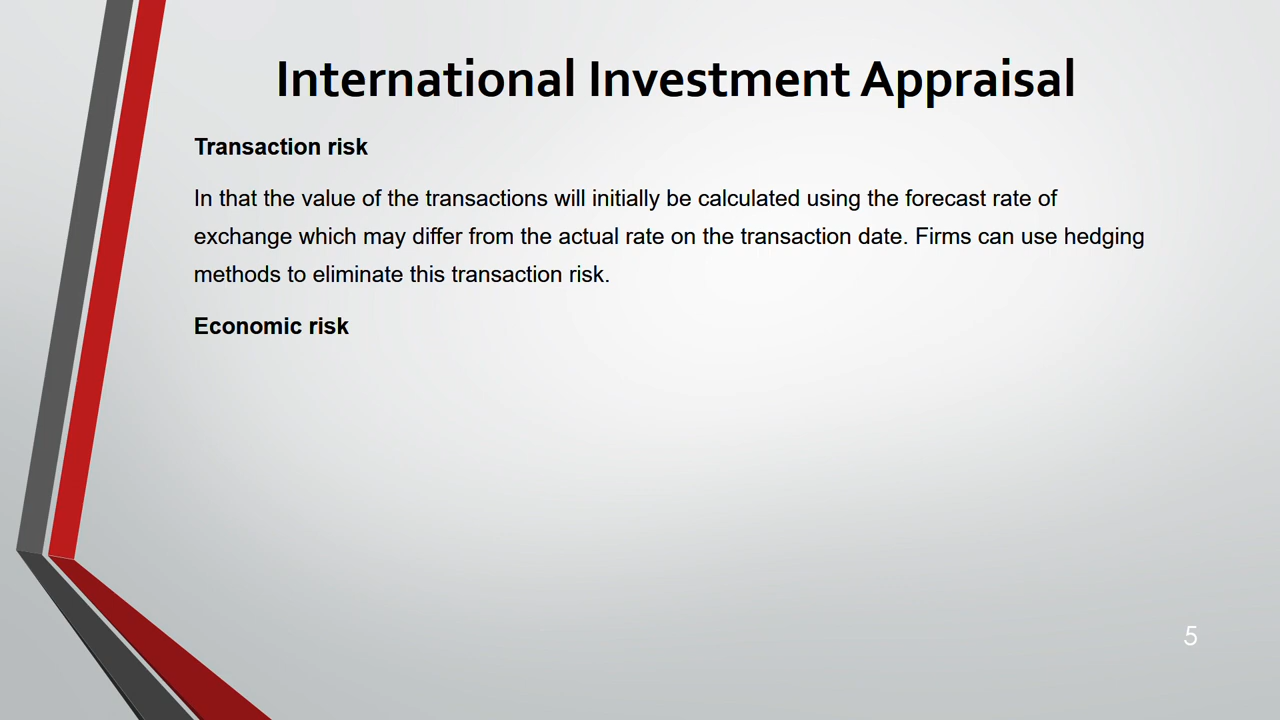 International Investment Appraisal
Transaction risk
In that the value of the transactions will initially be calculated using the forecast rate of
exchange which may differ from the actual rate on the transaction date. Firms can use hedging
methods to eliminate this transaction risk.
Economic risk
5